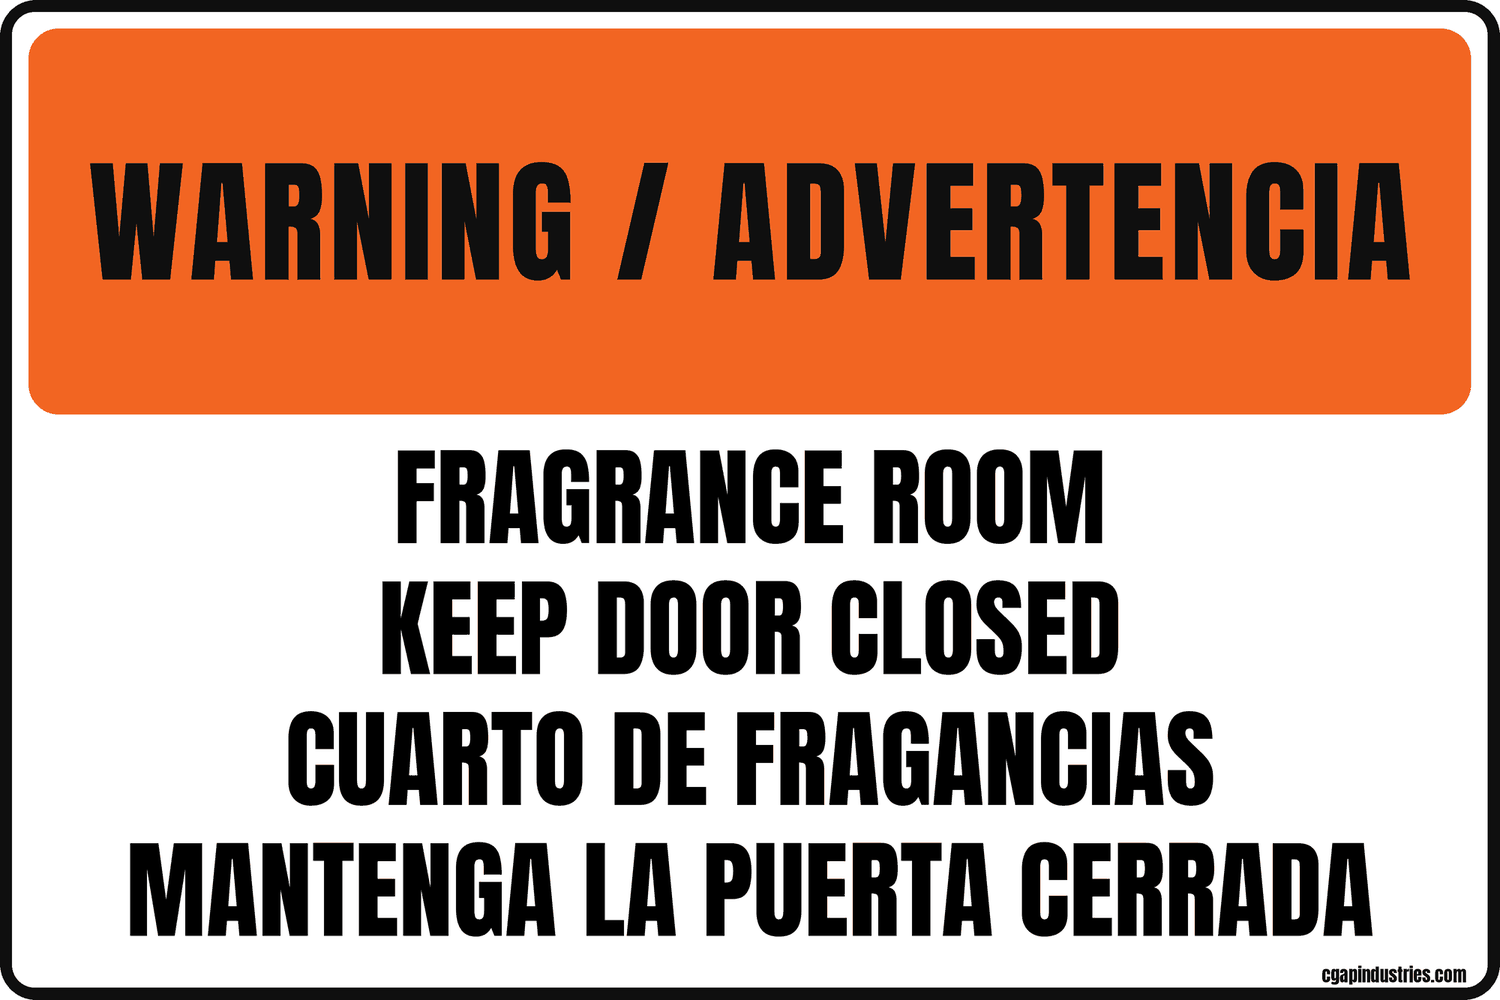 WARNING / ADVERTENCIA
FRAGRANCE ROOM
KEEP DOOR CLOSED
CUARTO DE FRAGANCIAS
MANTENGA LA PUERTA CERRADA
cgapindustries.com